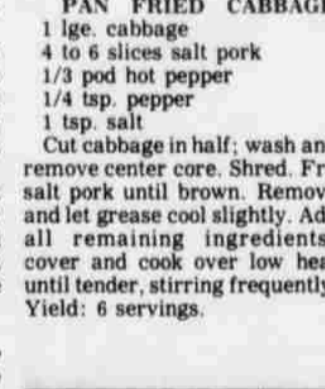 PAN FRIED CABBAGE
1 lge. cabbage
4 to 6 slices salt pork
1/3 pod hot pepper
1/4 tsp. pepper
1 tsp. salt
Cut cabbage in half; wash an
remove center core. Shred. Fr
salt pork until brown. Remov
and let grease cool slightly. Ad
all remaining ingredients
cover and cook over low hea
until tender, stirring frequently
Yield: 6 servings.